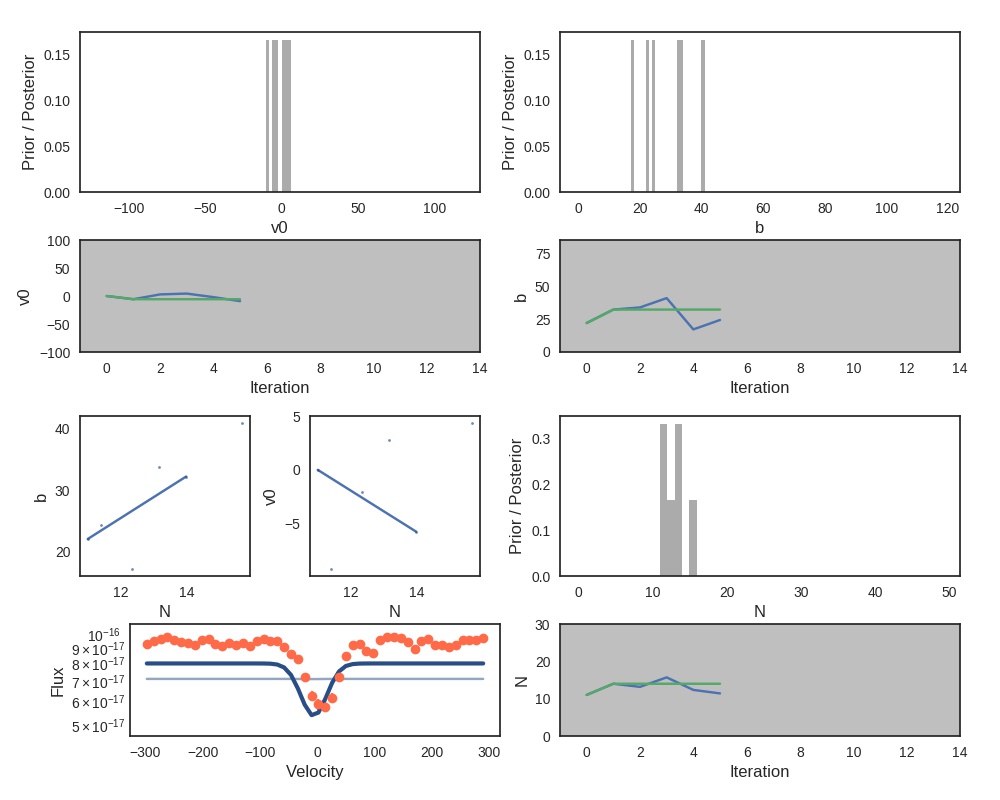 Prior / Posterior
0.15
0.10
0.05
0.00
−100 −50 0 50 100
v0
Prior / Posterior
0.15
0.10
0.05
0.00
0 20 40 60 80 100 120
b
v0
100
50
0
−50
−100
0 2 4 6 8 10 12 14
Iteration
b
75
50
25
0
0 2 4 6 8 10 12 14
Iteration
b
40
30
20
12 14
N
v0
5
0
−5
12 14
N
Prior / Posterior
0.3
0.2
0.1
0.0
0 10 20 30 40 50
N
Flux
10⁻¹⁶
9 × 10⁻¹⁷
8 × 10⁻¹⁷
7 × 10⁻¹⁷
6 × 10⁻¹⁷
5 × 10⁻¹⁷
−300 −200 −100 0 100 200 300
Velocity
N
30
20
10
0
0 2 4 6 8 10 12 14
Iteration